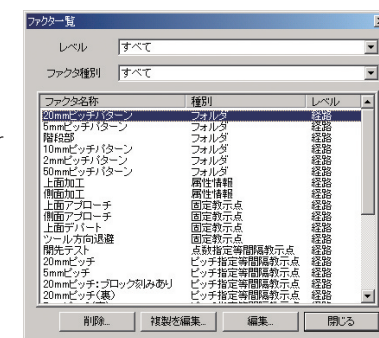 ファクター覧
レベル すべて
ファクタ種別 すべて
ファクタ名称 種別 レベル
20mmピッチパターン フォルダ 経路
5mmピッチパターン フォルダ 経路
階段部 フォルダ 経路
10mmピッチパターン フォルダ 経路
2mmピッチパターン フォルダ 経路
50mmピッチパターン フォルダ 経路
上面加工 属性情報 経路
側面加工 属性情報 経路
上面アプローチ 固定教示点 経路
側面アプローチ 固定教示点 経路
上面デパート 固定教示点 経路
ツール方向退避 固定教示点 経路
開先テスト 点数指定等間隔教示点 経路
20mmピッチ ピッチ指定等間隔教示点 経路
5mmピッチ ピッチ指定等間隔教示点 経路
20mmピッチ:ブロック刻みあり ピッチ指定等間隔教示点 経路
20mmピッチ(裏) ピッチ指定等間隔教示点 経路
削除... 複製を編集... 編集... 閉じる